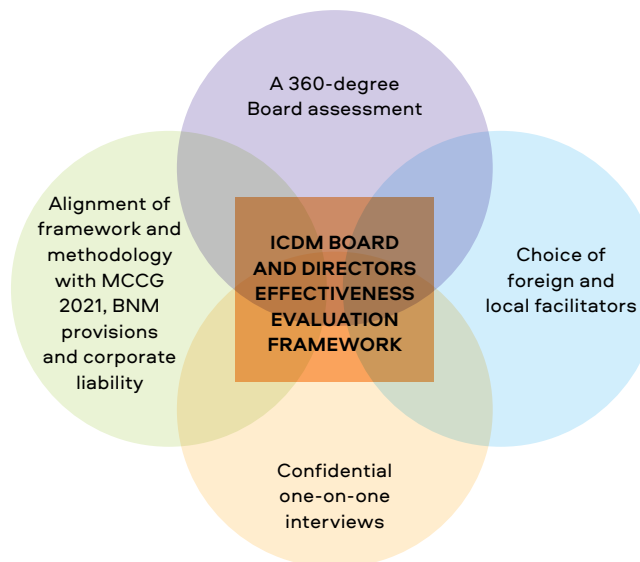 A 360-degree
Board assessment
Alignment of
framework and
methodology
with MCCG
2021, BNM
provisions
and corporate
liability
ICDM BOARD
AND DIRECTORS
EFFECTIVENESS
EVALUATION
FRAMEWORK
Choice of
foreign and
local facilitators
Confidential
one-on-one
interviews